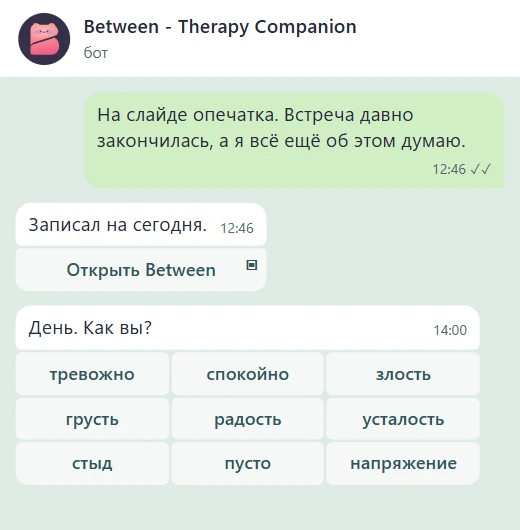 Between - Therapy Companion
бот
На слайде опечатка. Встреча давно
закончилась, а я всё ещё об этом думаю.
12:46
Записал на сегодня. 12:46
Открыть Between
День. Как вы? 14:00
тревожно спокойно злость
грусть радость усталость
стыд пусто напряжение